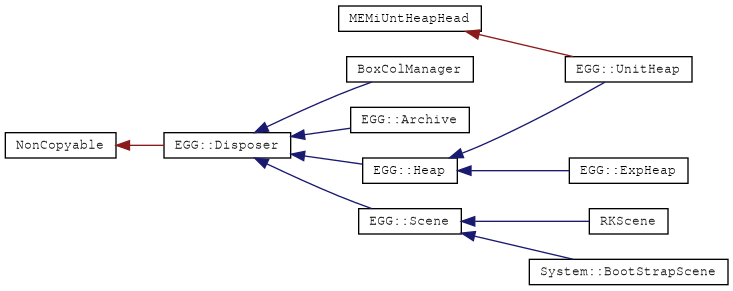 MEMiUntHeapHead
BoxColManager
EGG::UnitHeap
EGG::Archive
NonCopyable
EGG::Disposer
EGG::Heap
EGG::ExpHeap
EGG::Scene
RKScene
System::BootStrapScene